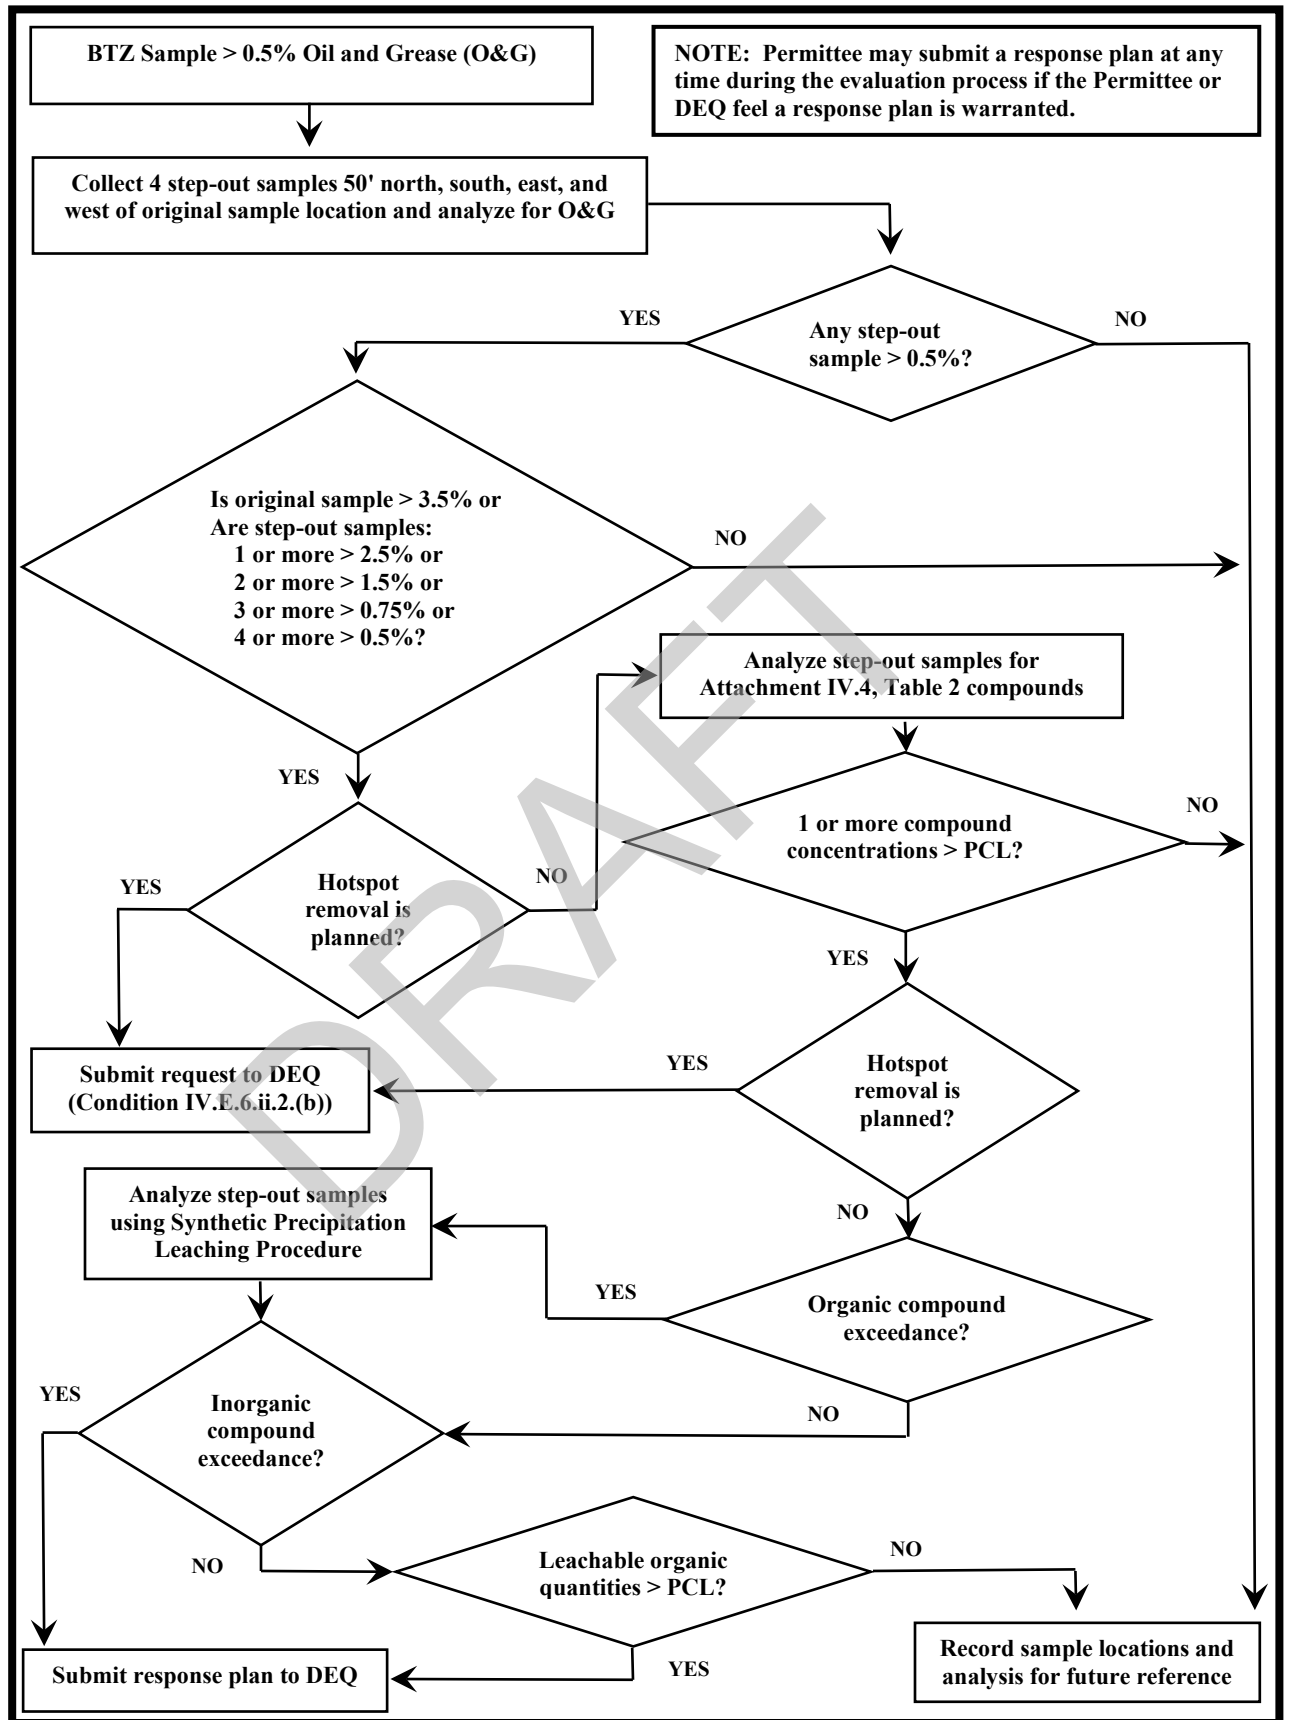 BTZ Sample > 0.5% Oil and Grease (O&G)
NOTE: Permittee may submit a response plan at any
time during the evaluation process if the Permittee or
DEQ feel a response plan is warranted.
Collect 4 step-out samples 50' north, south, east, and
west of original sample location and analyze for O&G
YES
NO
Any step-out
sample > 0.5%?
Is original sample > 3.5% or
Are step-out samples:
1 or more > 2.5% or
2 or more > 1.5% or
3 or more > 0.75% or
4 or more > 0.5%?
NO
Analyze step-out samples for
Attachment IV.4, Table 2 compounds
YES
1 or more compound
concentrations > PCL?
NO
YES
Hotspot
removal is
planned?
NO
YES
Submit request to DEQ
(Condition IV.E.6.ii.2.(b))
YES
Hotspot
removal is
planned?
NO
Analyze step-out samples
using Synthetic Precipitation
Leaching Procedure
YES
Organic compound
exceedance?
NO
YES
Inorganic
compound
exceedance?
NO
Leachable organic
quantities > PCL?
NO
YES
Submit response plan to DEQ
Record sample locations and
analysis for future reference
DRAFT